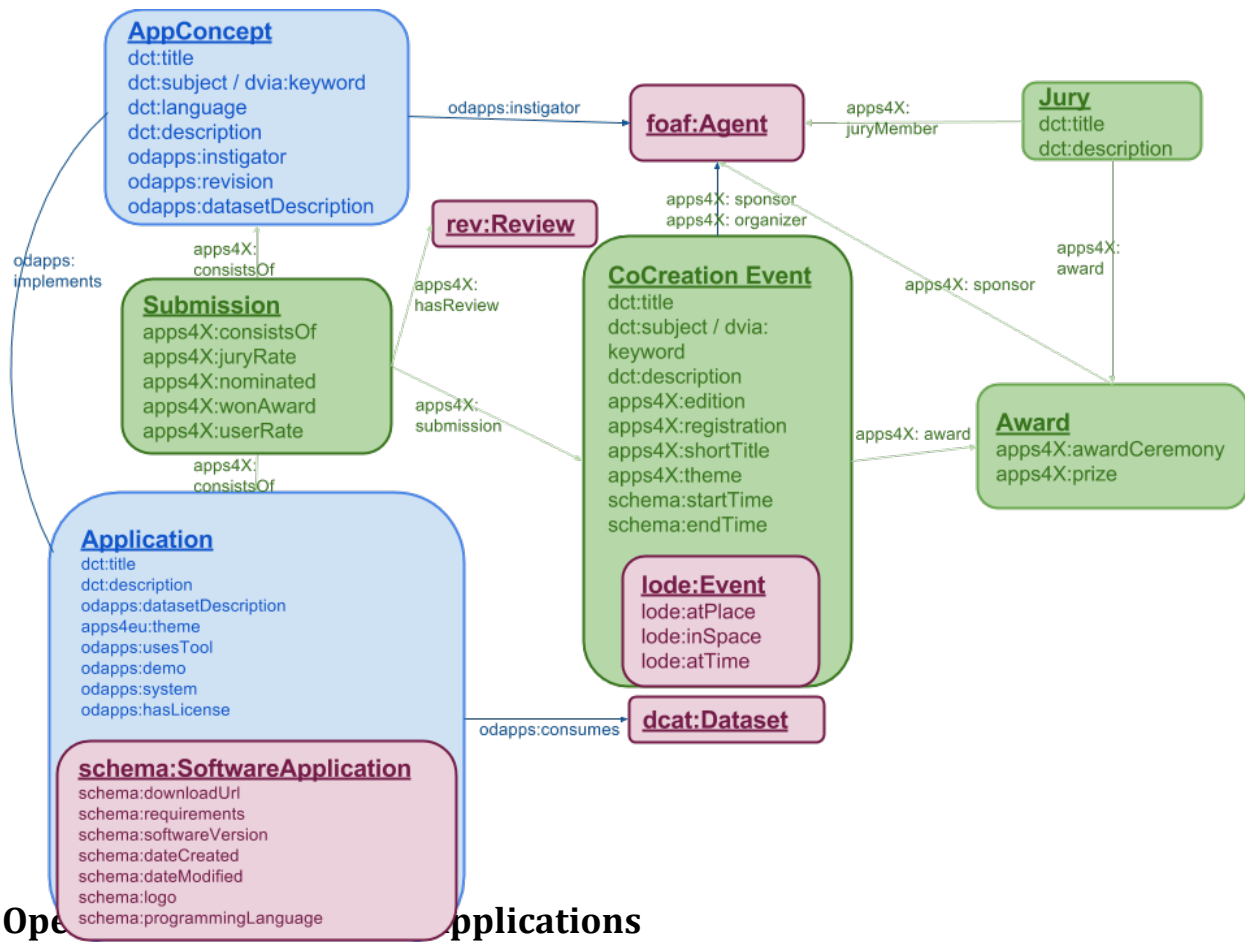 AppConcept
dct:title
dct:subject / dvia:keyword
dct:language
dct:description
odapps:instigator
odapps:revision
odapps:datasetDescription
odapps:instigator
foaf:Agent
apps4X:
juryMember
Jury
dct:title
dct:description
apps4X: sponsor
apps4X: organizer
rev:Review
odapps:
implements
apps4X:
consistsOf
apps4X:
hasReview
apps4X:
award
apps4X: sponsor
Submission
apps4X:consistsOf
apps4X:juryRate
apps4X:nominated
apps4X:wonAward
apps4X:userRate
apps4X:
submission
CoCreation Event
dct:title
dct:subject / dvia:
keyword
dct:description
apps4X:edition
apps4X:registration
apps4X:shortTitle
apps4X:theme
schema:startTime
schema:endTime
apps4X: award
Award
apps4X:awardCeremony
apps4X:prize
apps4X:
consistsOf
lode:Event
lode:atPlace
lode:inSpace
lode:atTime
Application
dct:title
dct:description
odapps:datasetDescription
apps4eu:theme
odapps:usesTool
odapps:demo
odapps:system
odapps:hasLicense
odapps:consumes
dcat:Dataset
schema:SoftwareApplication
schema:downloadUrl
schema:requirements
schema:softwareVersion
schema:dateCreated
schema:dateModified
schema:logo
schema:programmingLanguage